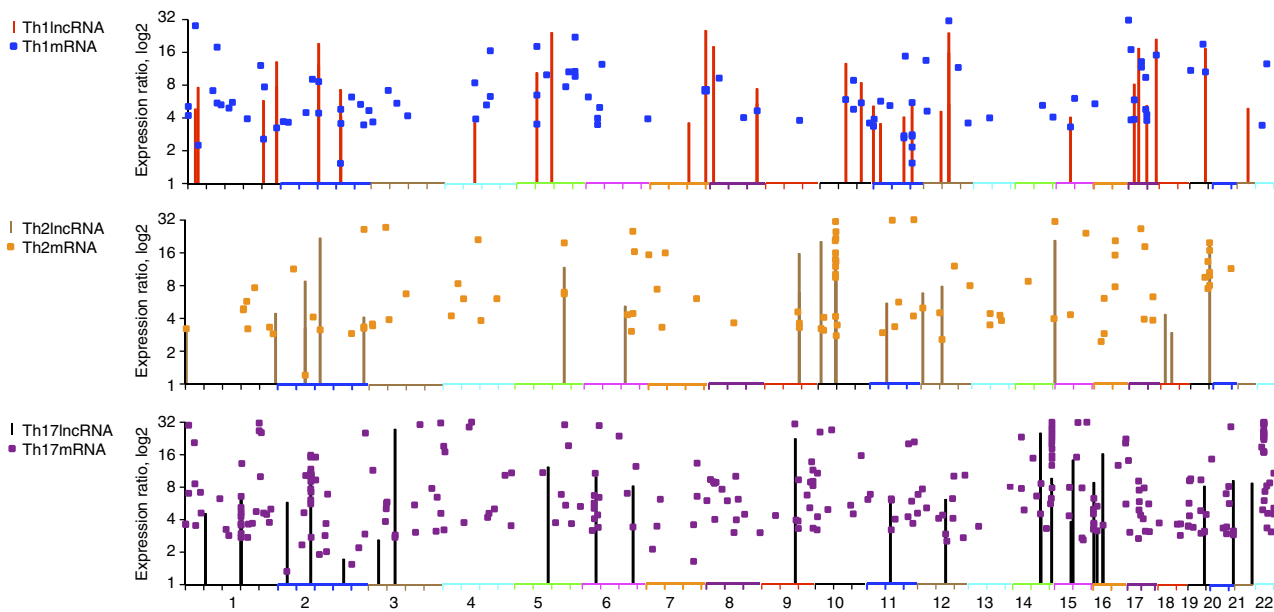 Th1lncRNA
Th1mRNA
Expression ratio, log2
32
16
8
4
2
1
Th2lncRNA
Th2mRNA
Expression ratio, log2
32
16
8
4
2
1
Th17lncRNA
Th17mRNA
Expression ratio, log2
32
16
8
4
2
1
1 2 3 4 5 6 7 8 9 10 11 12 13 14 15 16 17 18 19 20 21 22